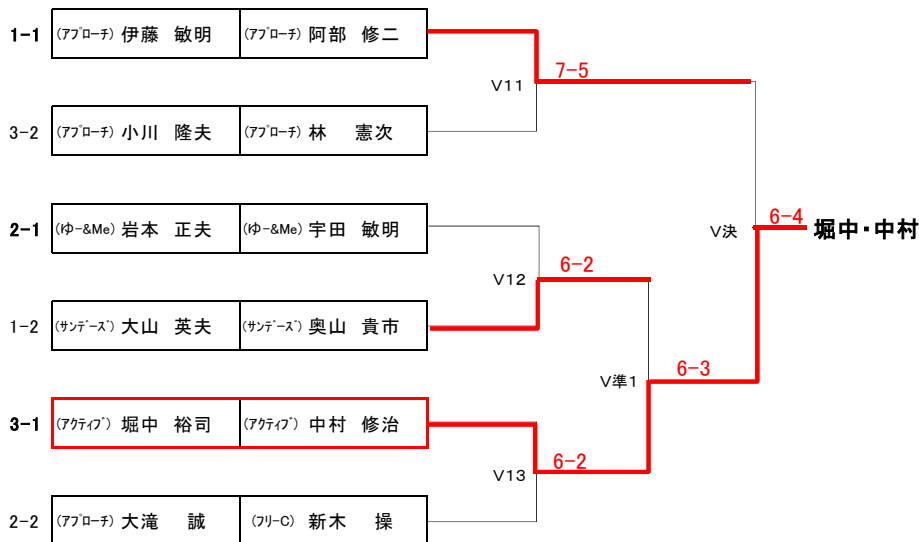 1-1 (アプローチ) 伊藤 敏明 (アプローチ) 阿部 修二
7-5
V11
3-2 (アプローチ) 小川 隆夫 (アプローチ) 林 憲次
2-1 (ゆー&Me) 岩本 正夫 (ゆー&Me) 宇田 敏明
6-4
V決
堀中・中村
6-2
V12
1-2 (サンデーズ) 大山 英夫 (サンデーズ) 奥山 貴市
6-3
V準1
3-1 (アクティブ) 堀中 裕司 (アクティブ) 中村 修治
6-2
V13
2-2 (アプローチ) 大滝 誠 (フリーC) 新木 操